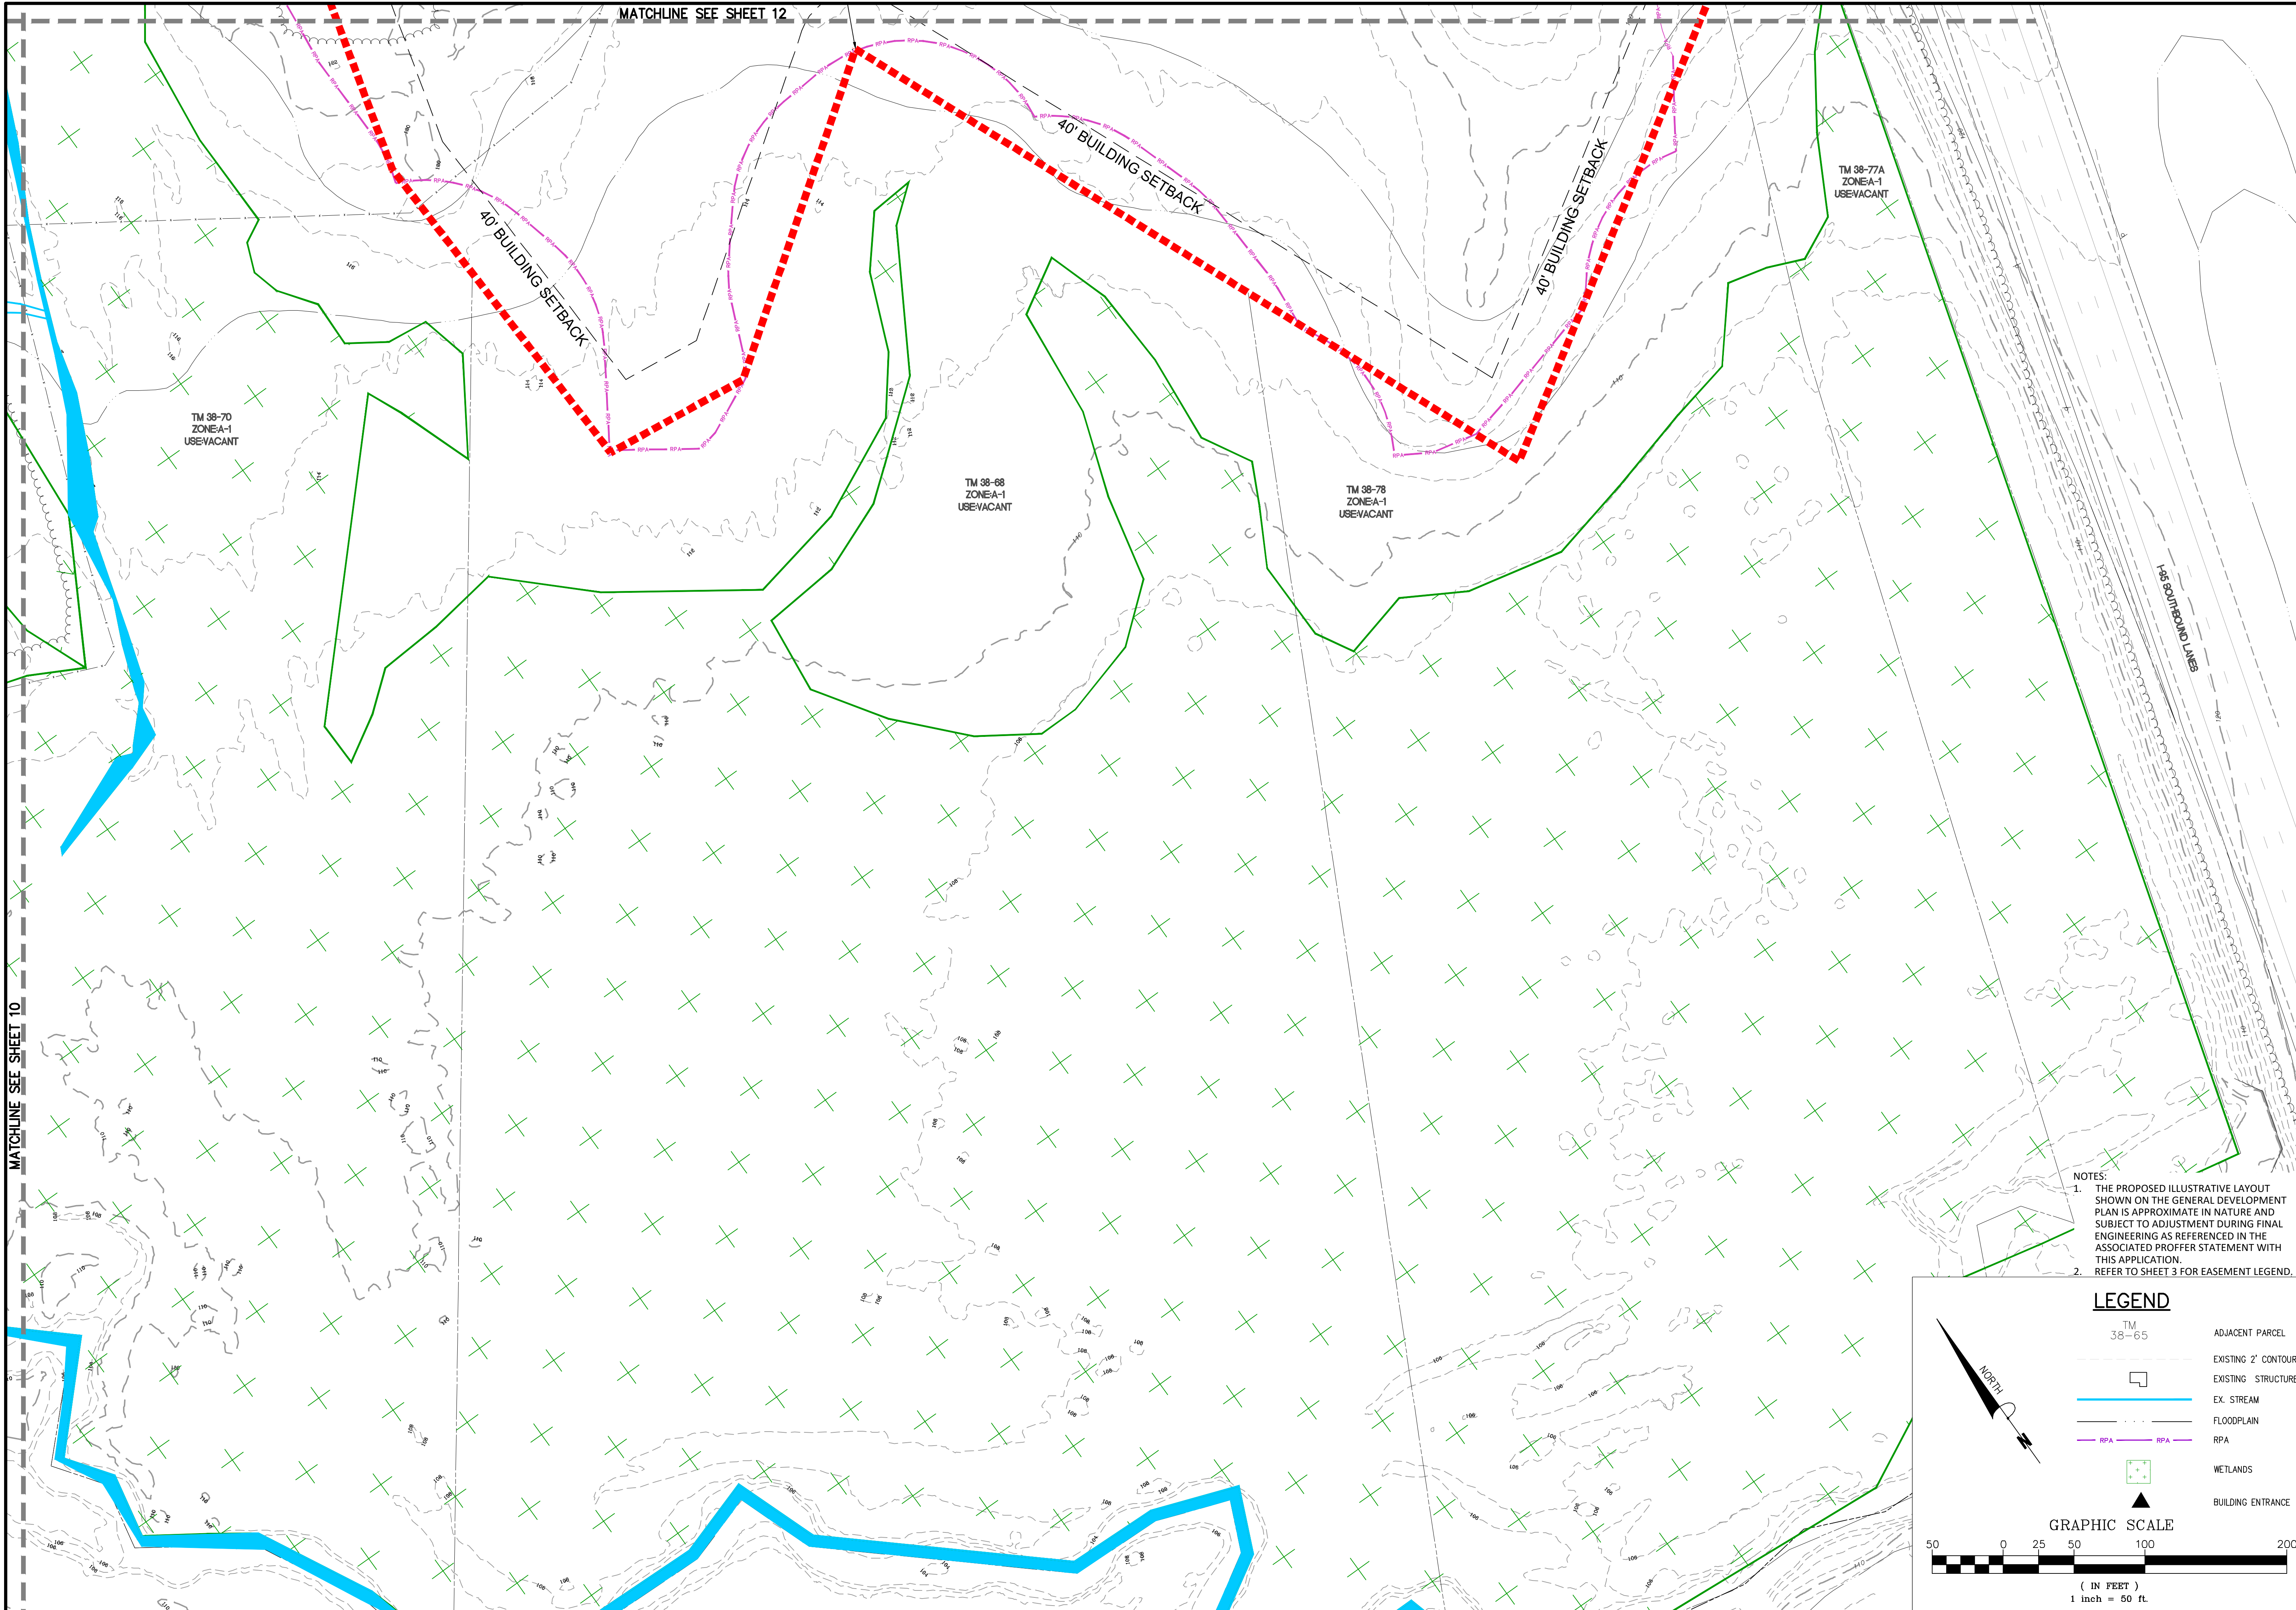 MATCHLINE SEE SHEET 12
40' BUILDING SETBACK
40' BUILDING SETBACK
40' BUILDING SETBACK
TM 38-77A
ZONE:A-1
USE:VACANT
TM 38-70
ZONE:A-1
USE:VACANT
TM 38-68
ZONE:A-1
USE:VACANT
TM 38-78
ZONE:A-1
USE:VACANT
I-95 SOUTHBOUND LANES
MATCHLINE SEE SHEET 10
NOTES:
1. THE PROPOSED ILLUSTRATIVE LAYOUT
SHOWN ON THE GENERAL DEVELOPMENT
PLAN IS APPROXIMATE IN NATURE AND
SUBJECT TO ADJUSTMENT DURING FINAL
ENGINEERING AS REFERENCED IN THE
ASSOCIATED PROFFER STATEMENT WITH
THIS APPLICATION.
2. REFER TO SHEET 3 FOR EASEMENT LEGEND.
LEGEND
TM
38-65
ADJACENT PARCEL
EXISTING 2' CONTOUR
EXISTING STRUCTURE
EX. STREAM
FLOODPLAIN
RPA RPA RPA
WETLANDS
BUILDING ENTRANCE
NORTH
N
GRAPHIC SCALE
50 0 25 50 100 200
( IN FEET )
1 inch = 50 ft.